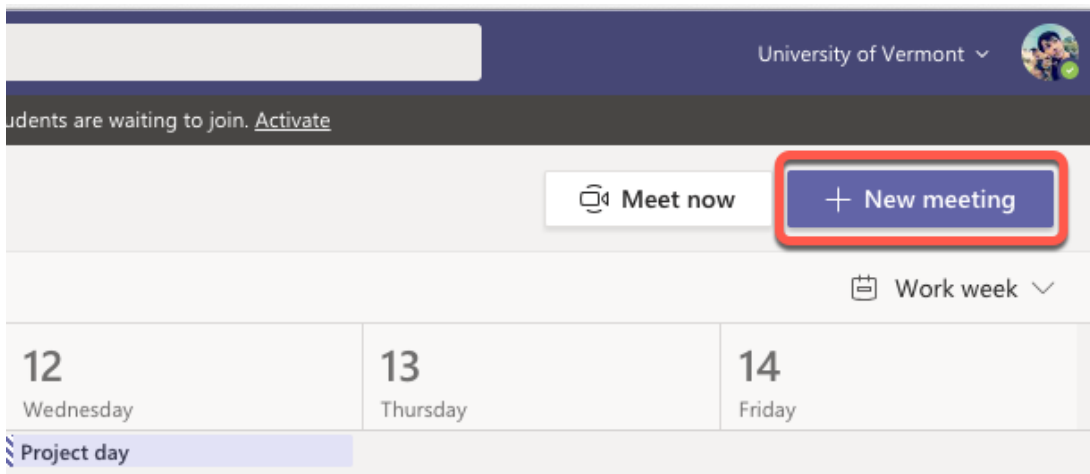 University of Vermont
udents are waiting to join. Activate
Meet now
New meeting
Work week
12
13
14
Wednesday
Thursday
Friday
Project day